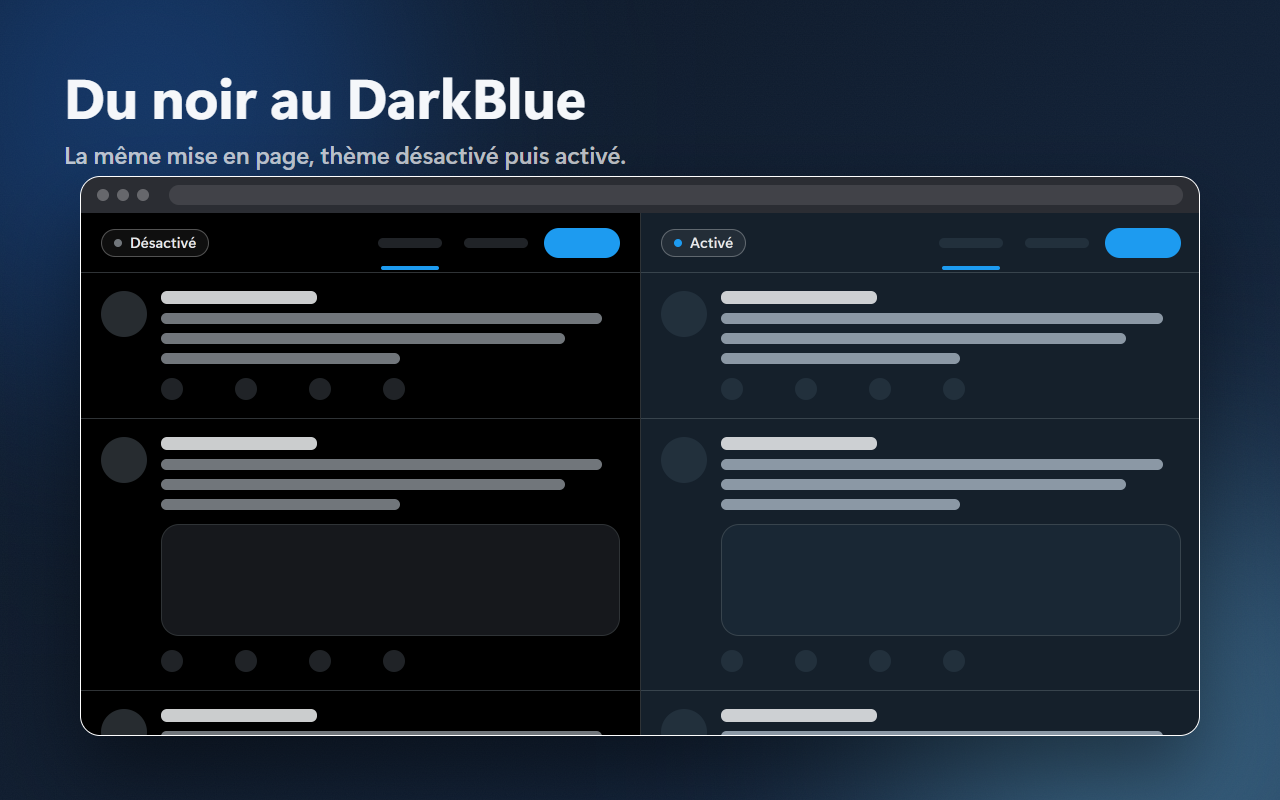 Du noir au DarkBlue
La même mise en page, thème désactivé puis activé.
Désactivé
Activé